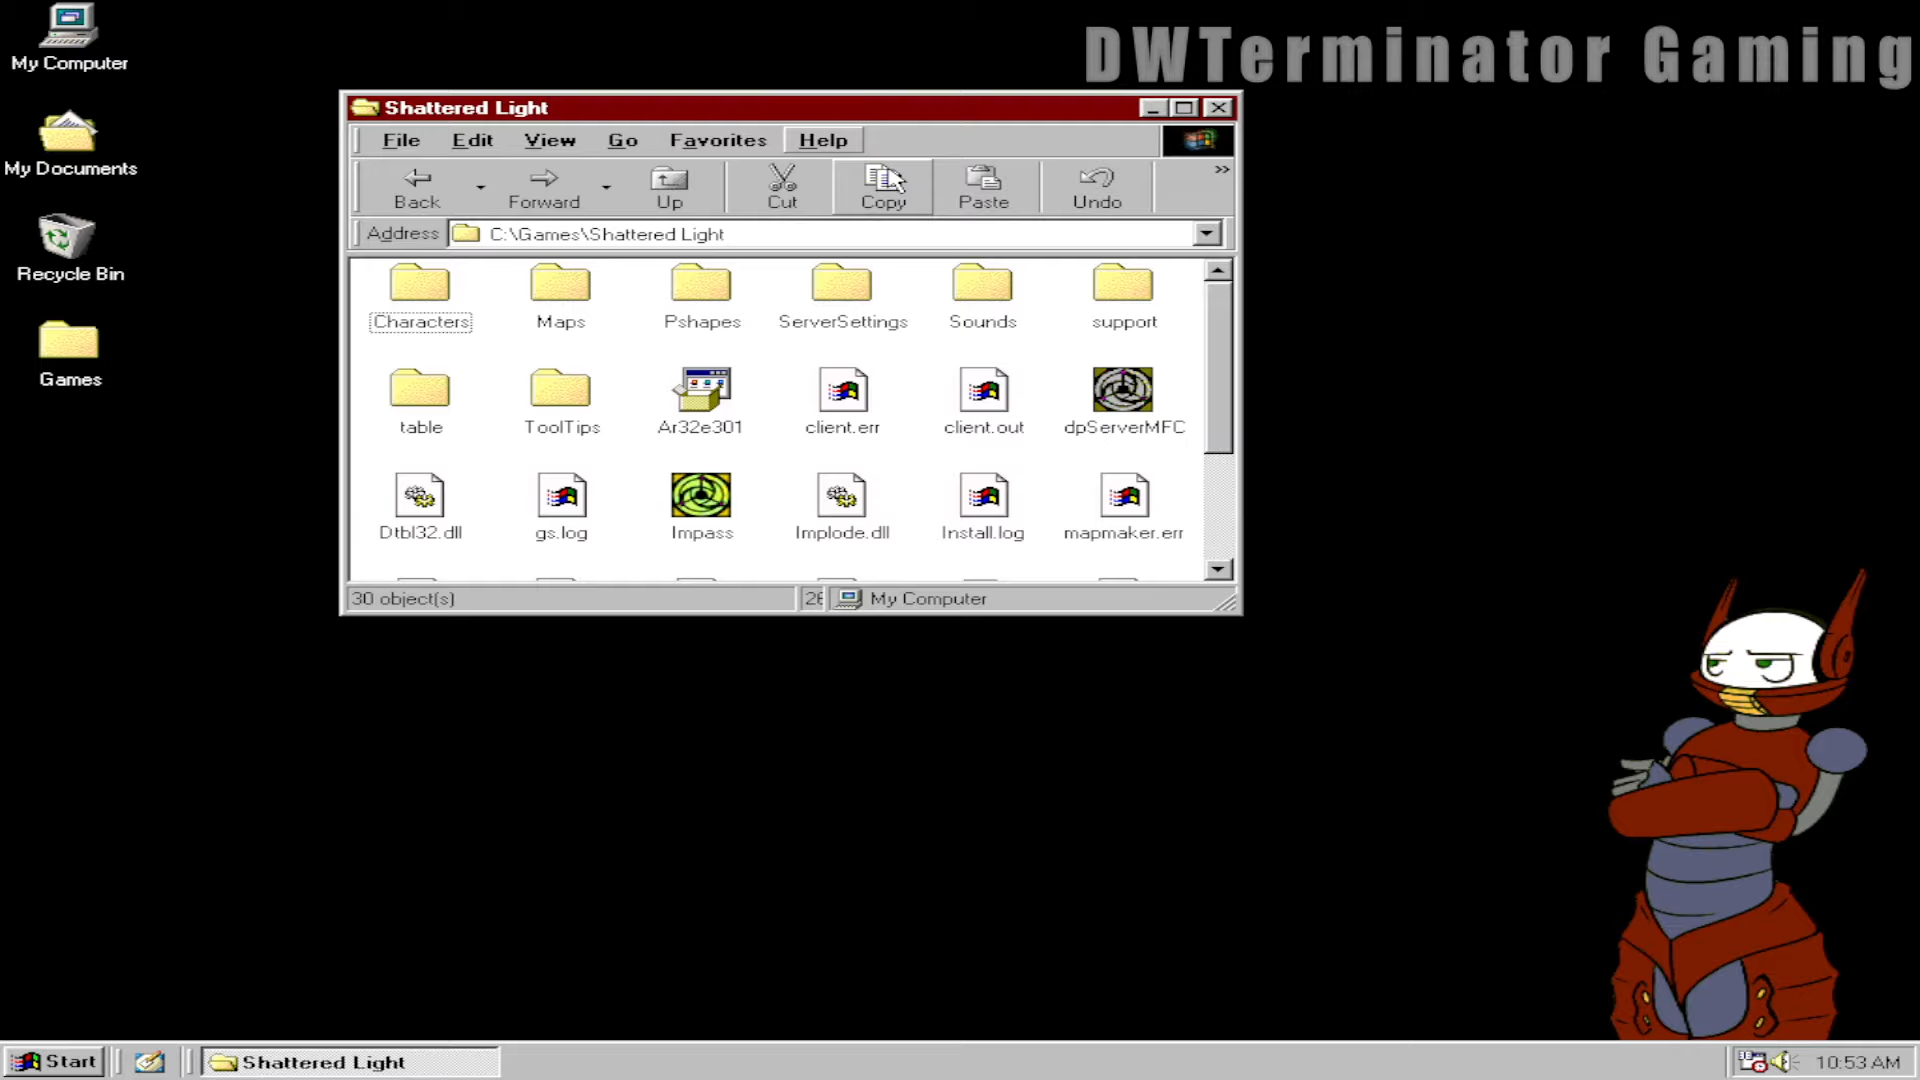 DWTerminator Gaming
My Computer
My Documents
Recycle Bin
Games
Shattered Light
File Edit View Go Favorites Help
Back Forward Up Cut Copy Paste Undo »
Address C:\Games\Shattered Light
Characters Maps Pshapes ServerSettings Sounds support
table ToolTips Ar32e301 client.err client.out dpServerMFC
Dtbl32.dll gs.log Impass Implode.dll Install.log mapmaker.err
30 object(s) My Computer
Start Shattered Light 10:53 AM